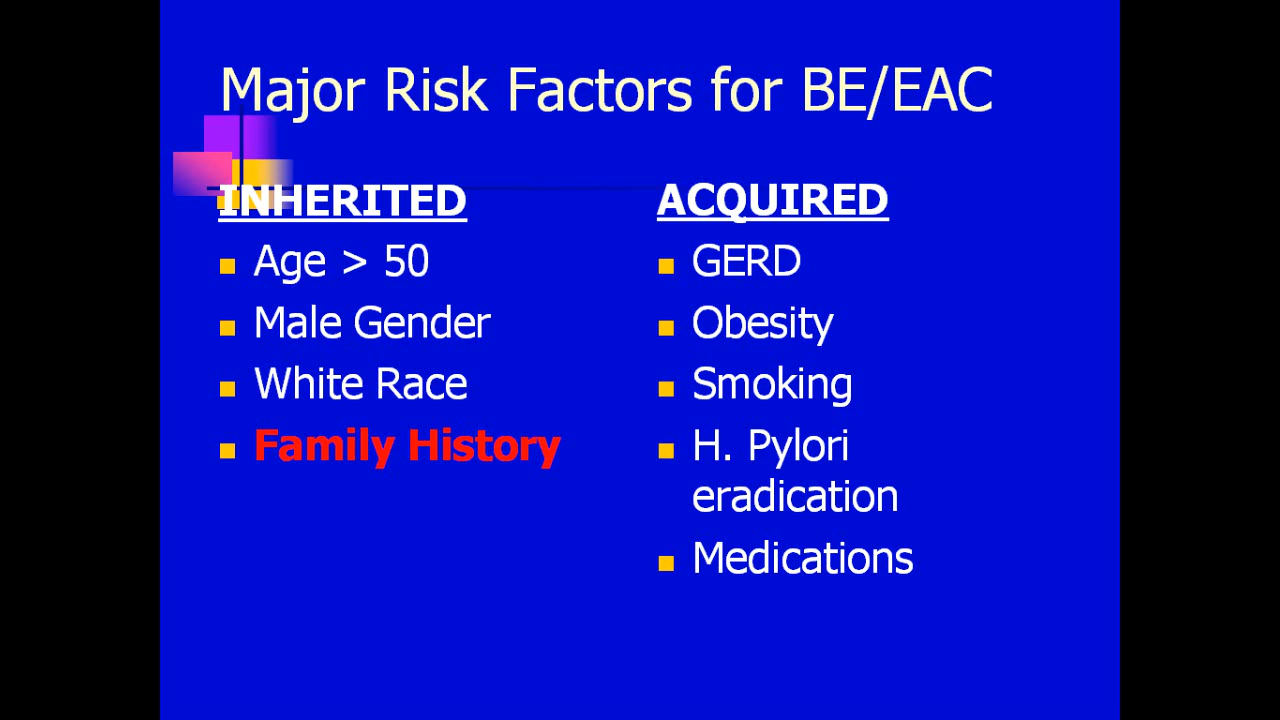 Major Risk Factors for BE/EAC
INHERITED
Age > 50
Male Gender
White Race
Family History
ACQUIRED
GERD
Obesity
Smoking
H. Pylori
eradication
Medications